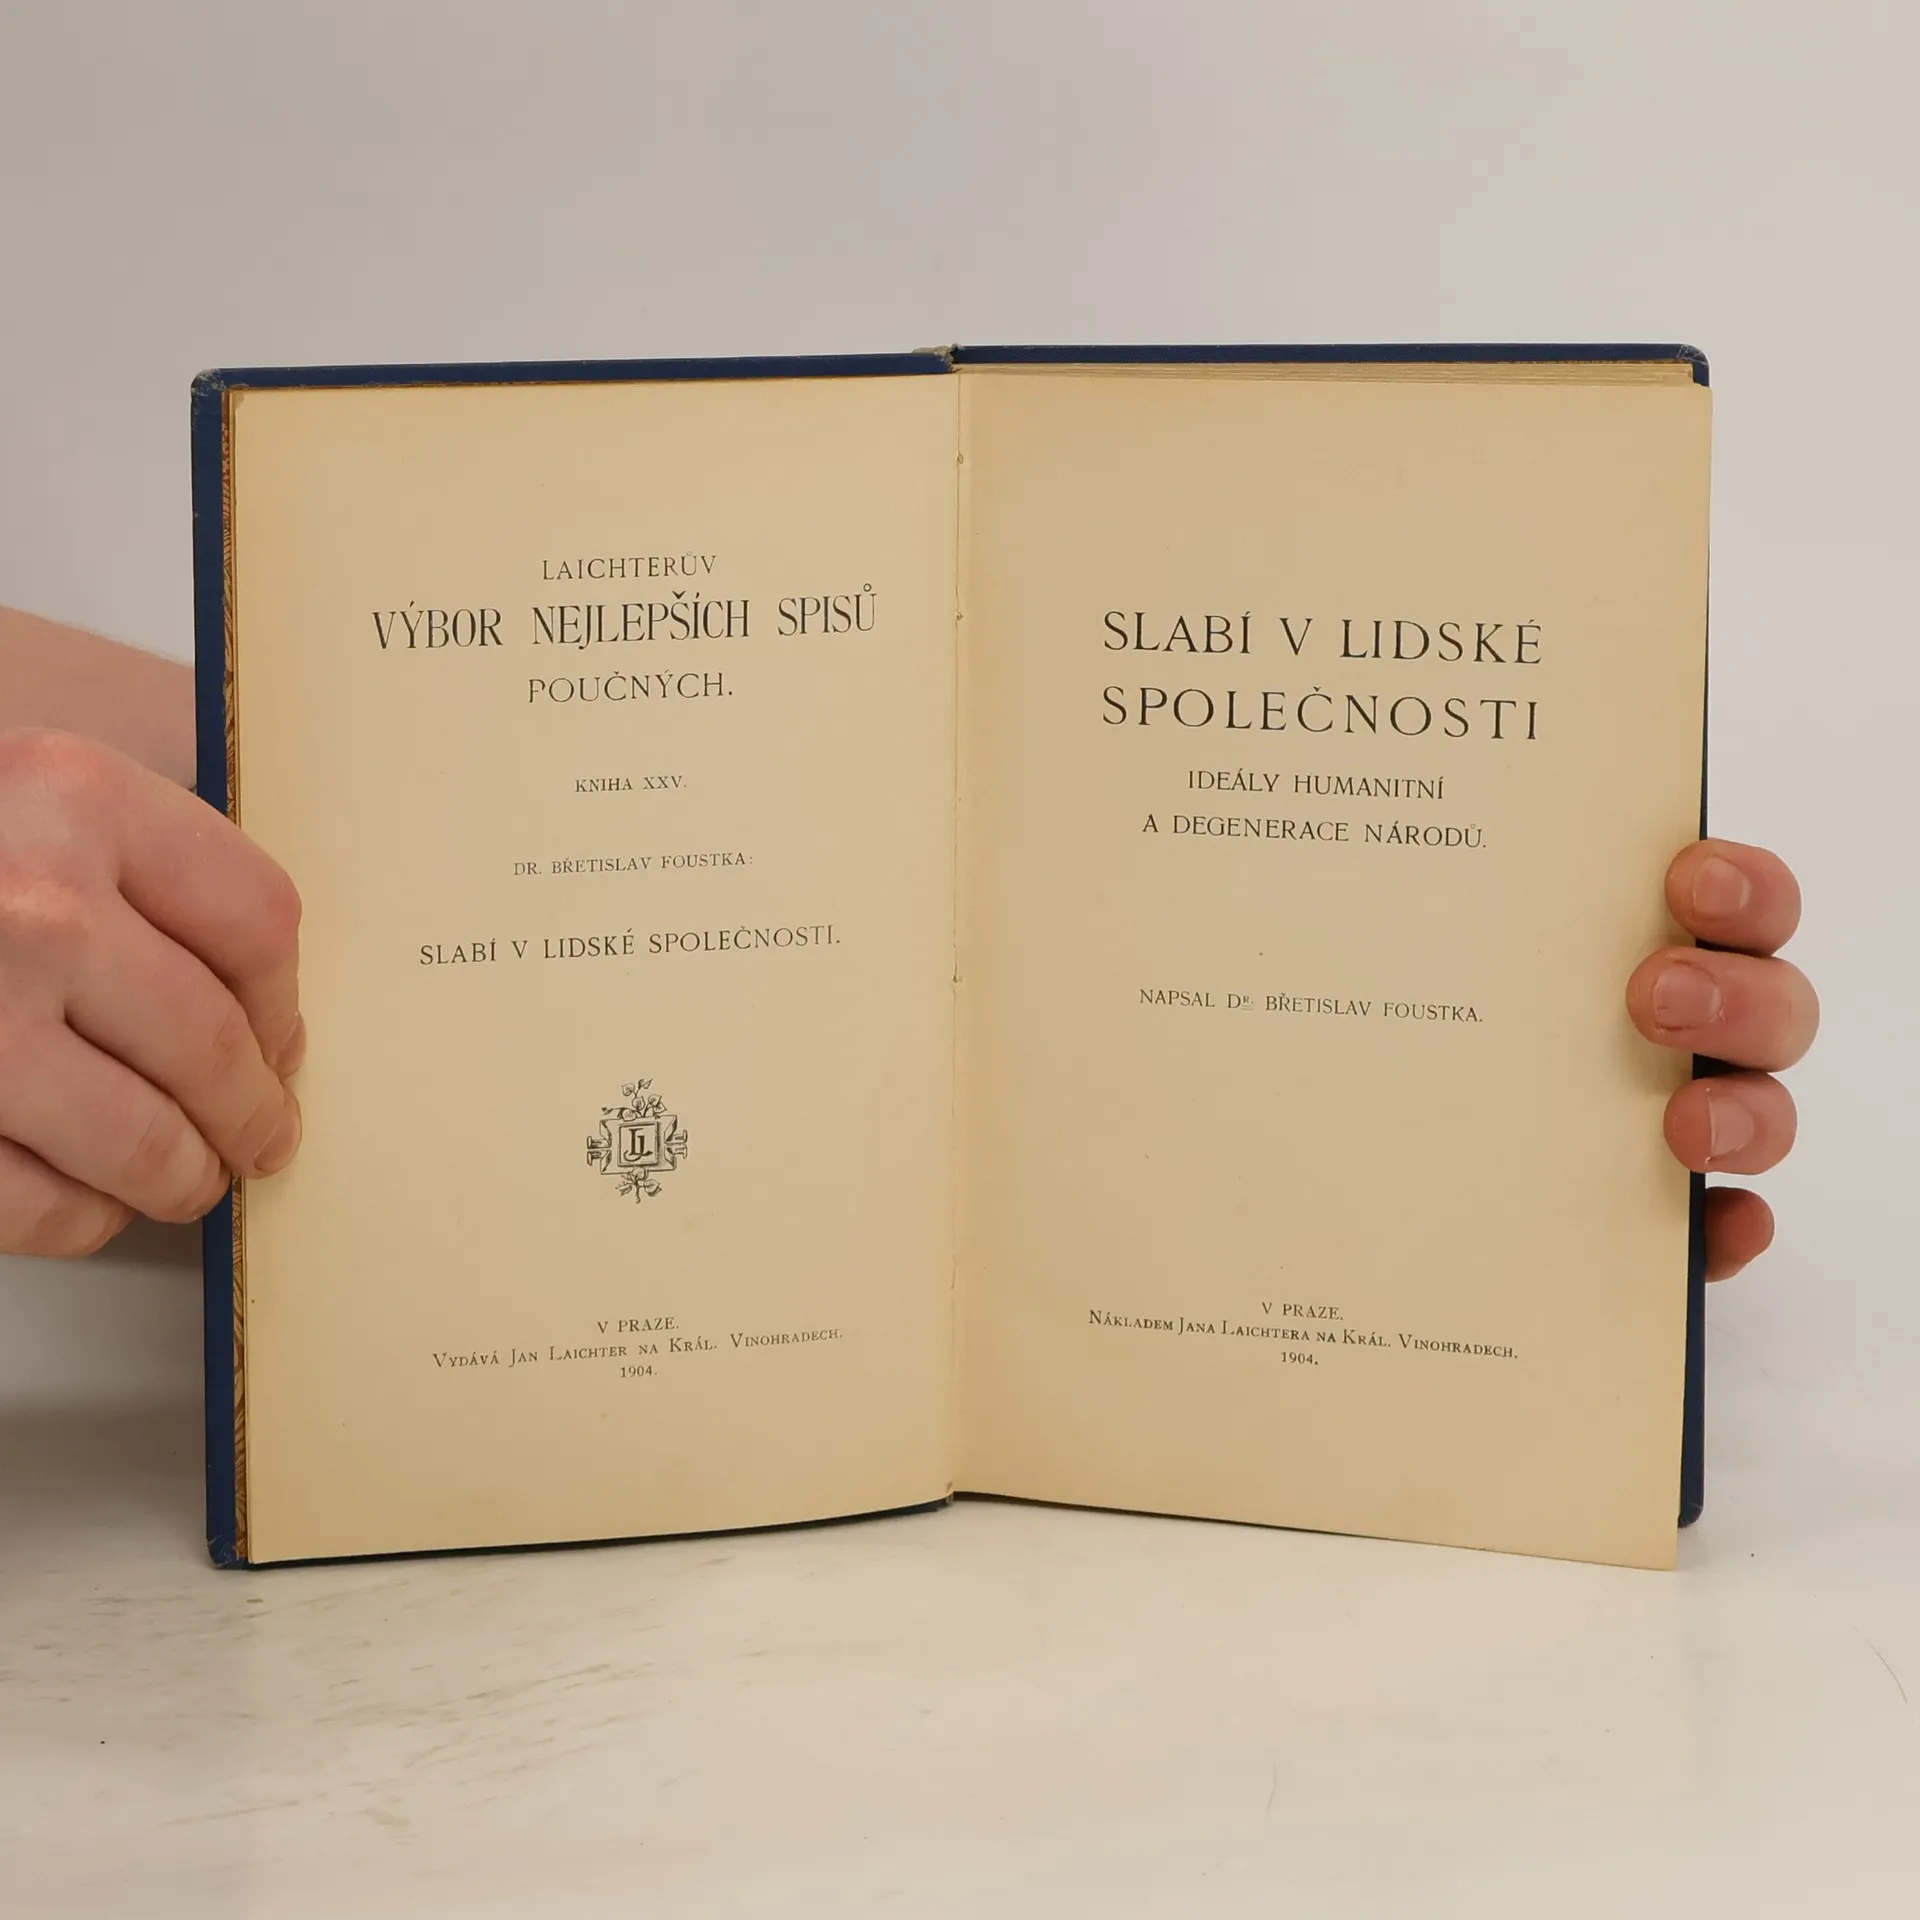 LAICHTERŮV
VÝBOR NEJLEPŠÍCH SPISŮ
POUČNÝCH.
KNIHA XXV.
DR. BŘETISLAV FOUSTKA:
SLABÍ V LIDSKÉ SPOLEČNOSTI.
JL
V PRAZE.
VYDÁVÁ JAN LAICHTER NA KRÁL. VINOHRADECH.
1904.
SLABÍ V LIDSKÉ
SPOLEČNOSTI
IDEÁLY HUMANITNÍ
A DEGENERACE NÁRODŮ.
NAPSAL DR. BŘETISLAV FOUSTKA.
V PRAZE.
NÁKLADEM JANA LAICHTERA NA KRÁL. VINOHRADECH.
1904.